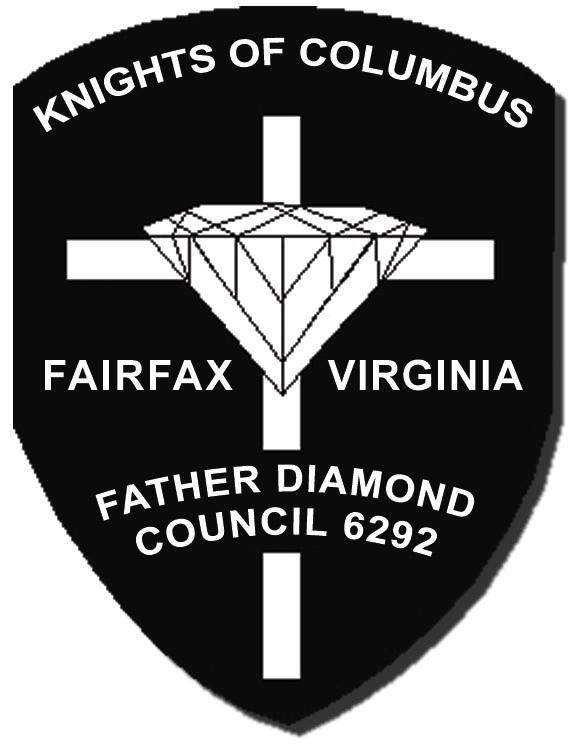 KNIGHTS OF COLUMBUS
FAIRFAX VIRGINIA
FATHER DIAMOND
COUNCIL 6292